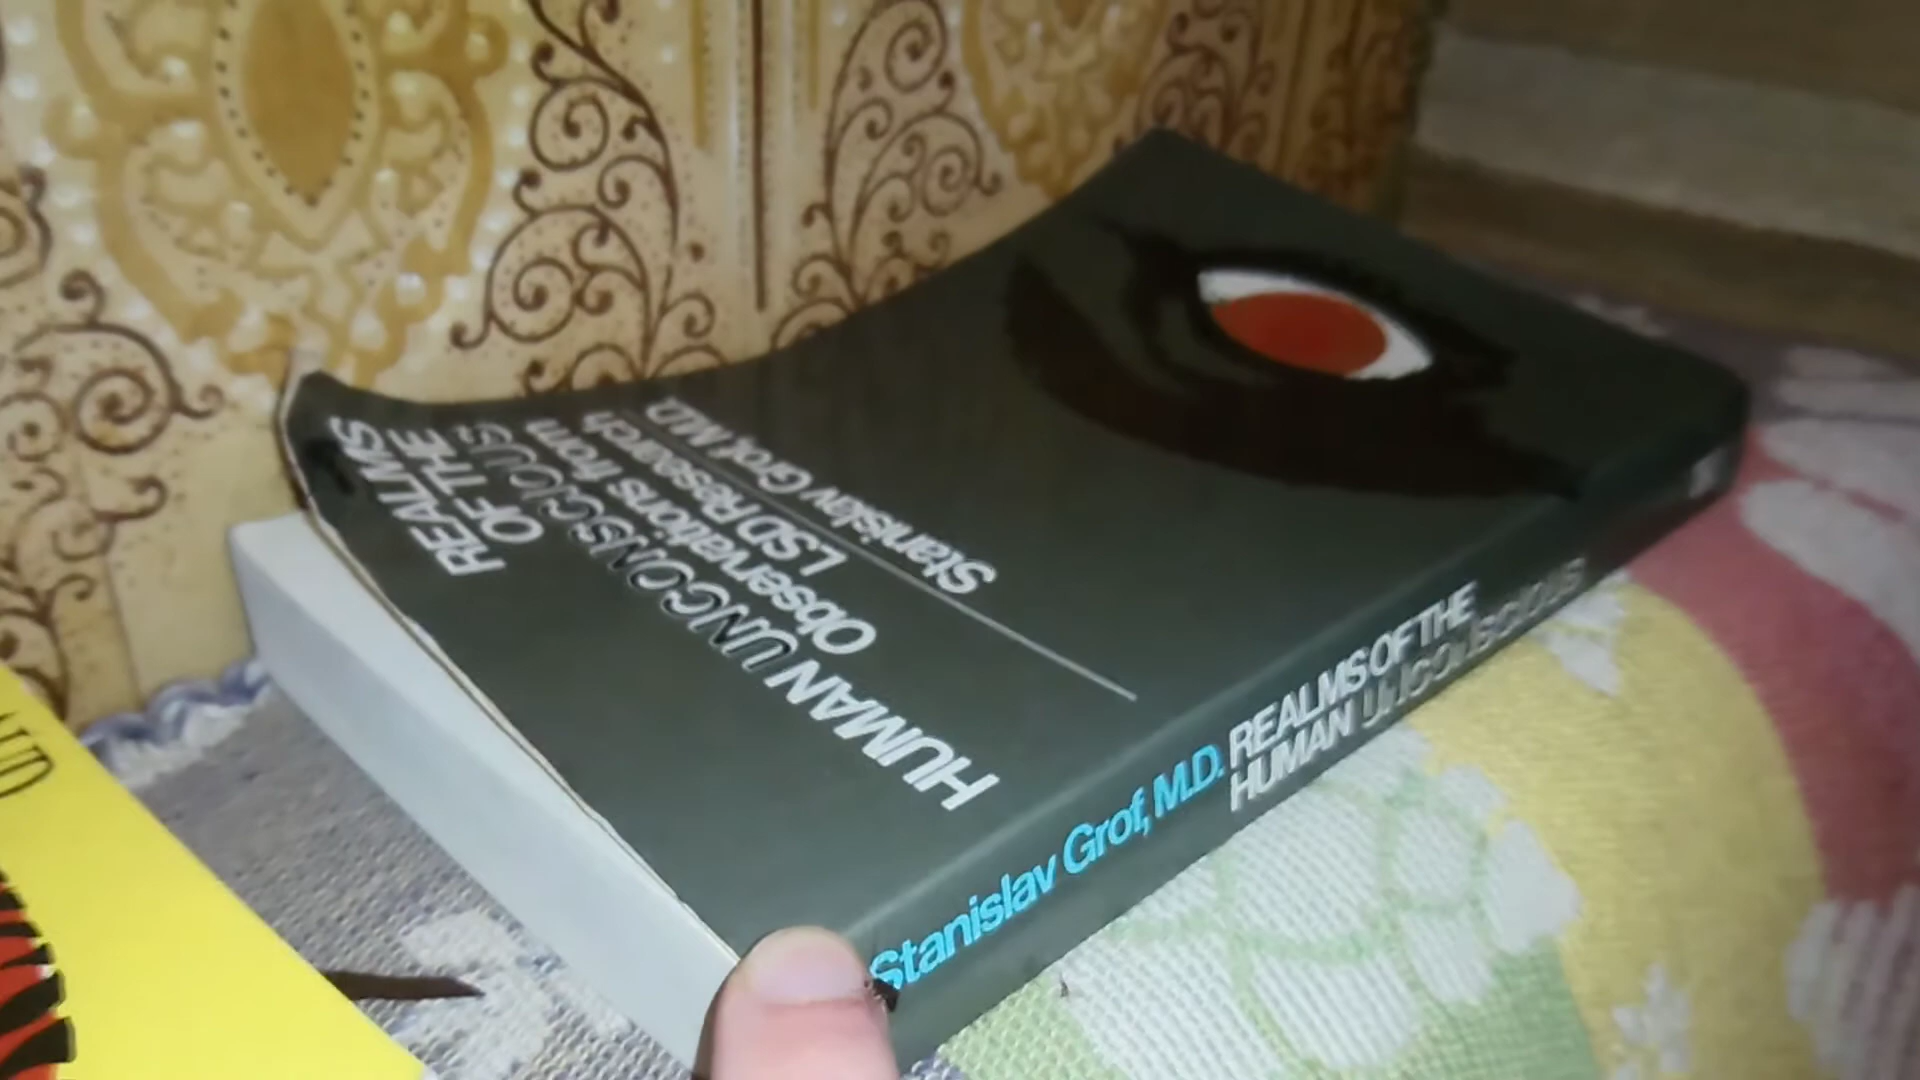 REALMS
OF THE
HUMAN UNCONSCIOUS
Observations from
LSD Research
Stanislav Grof, M.D.
Stanislav Grof, M.D. REALMS OF THE
HUMAN UNCONSCIOUS